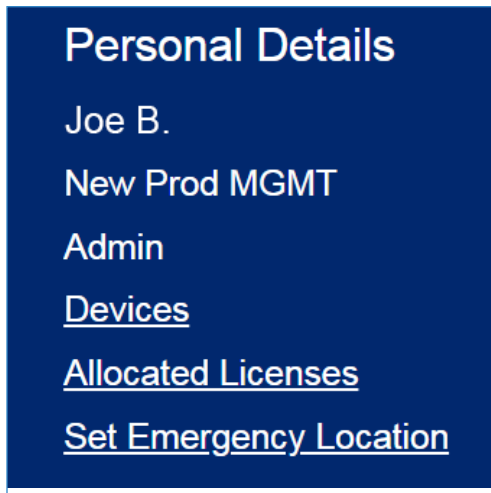 Personal Details
Joe B.
New Prod MGMT
Admin
Devices
Allocated Licenses
Set Emergency Location